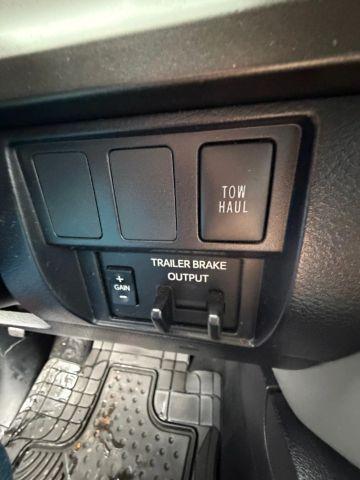 TOW
HAUL
TRAILER BRAKE
OUTPUT
+
GAIN
-